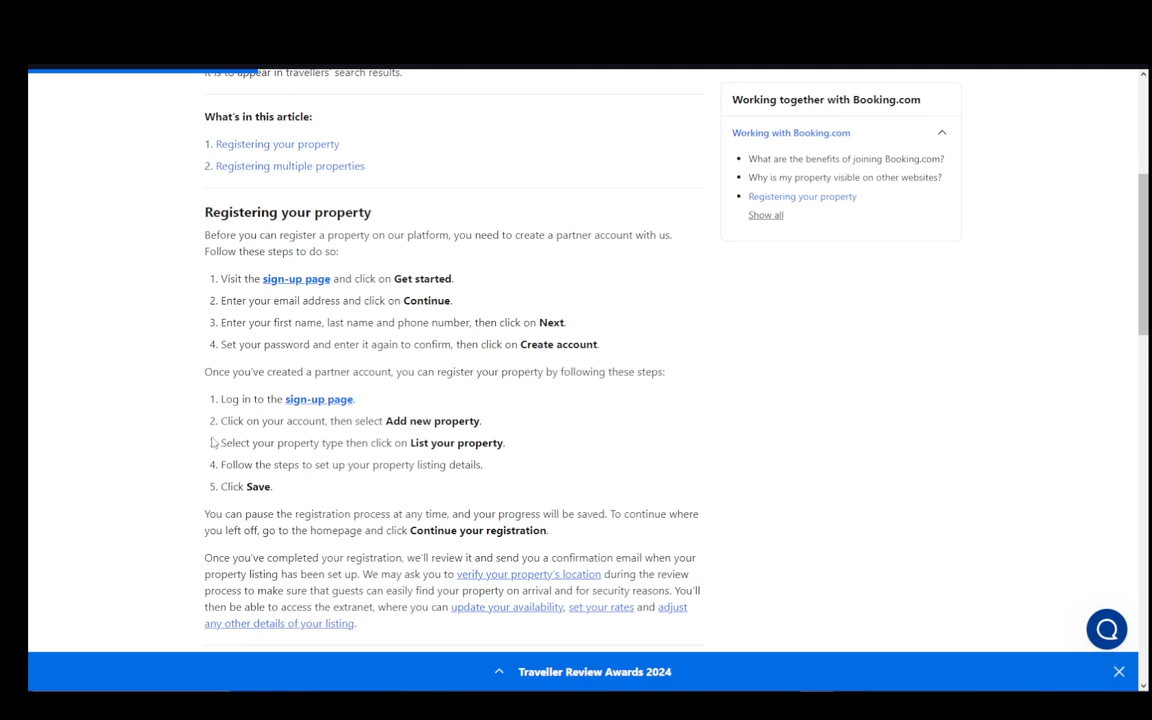 it is to appear in travellers' search results.
What's in this article:
1. Registering your property
2. Registering multiple properties
Registering your property
Before you can register a property on our platform, you need to create a partner account with us.
Follow these steps to do so:
1. Visit the sign-up page and click on Get started.
2. Enter your email address and click on Continue.
3. Enter your first name, last name and phone number, then click on Next.
4. Set your password and enter it again to confirm, then click on Create account.
Once you've created a partner account, you can register your property by following these steps:
1. Log in to the sign-up page.
2. Click on your account, then select Add new property.
Select your property type then click on List your property.
4. Follow the steps to set up your property listing details.
5. Click Save.
You can pause the registration process at any time, and your progress will be saved. To continue where
you left off, go to the homepage and click Continue your registration.
Once you've completed your registration, we'll review it and send you a confirmation email when your
property listing has been set up. We may ask you to verify your property's location during the review
process to make sure that guests can easily find your property on arrival and for security reasons. You'll
then be able to access the extranet, where you can update your availability, set your rates and adjust
any other details of your listing.
Working together with Booking.com
Working with Booking.com
• What are the benefits of joining Booking.com?
• Why is my property visible on other websites?
• Registering your property
Show all
Traveller Review Awards 2024